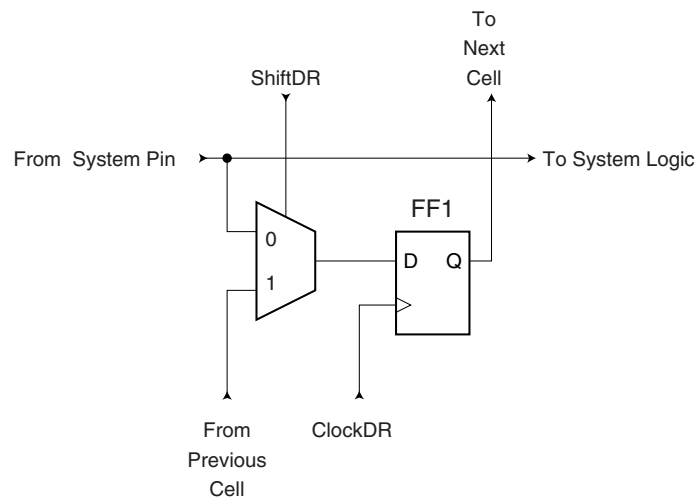 To
Next
Cell
ShiftDR
From System Pin
To System Logic
FF1
0
D Q
1
From
Previous
Cell
ClockDR